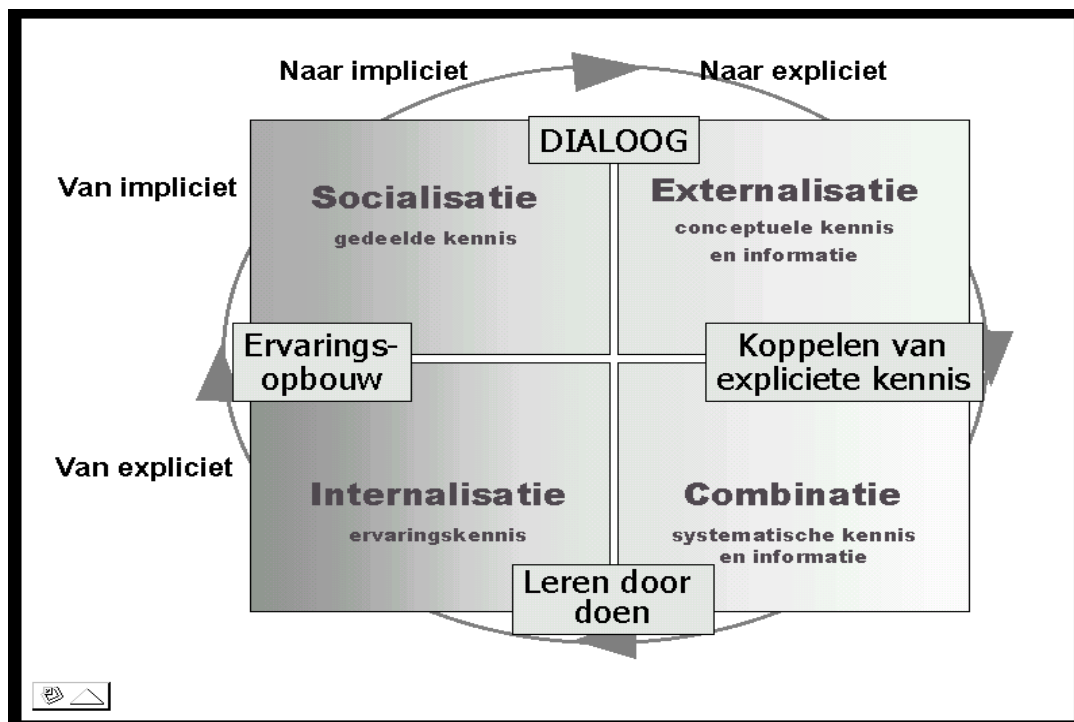 Naar impliciet
Naar expliciet
DIALOOG
Van impliciet
Socialisatie
gedeelde kennis
Externalisatie
conceptuele kennis
en informatie
Ervarings-
opbouw
Koppelen van
expliciete kennis
Van expliciet
Internalisatie
ervaringskennis
Combinatie
systematische kennis
en informatie
Leren door
doen